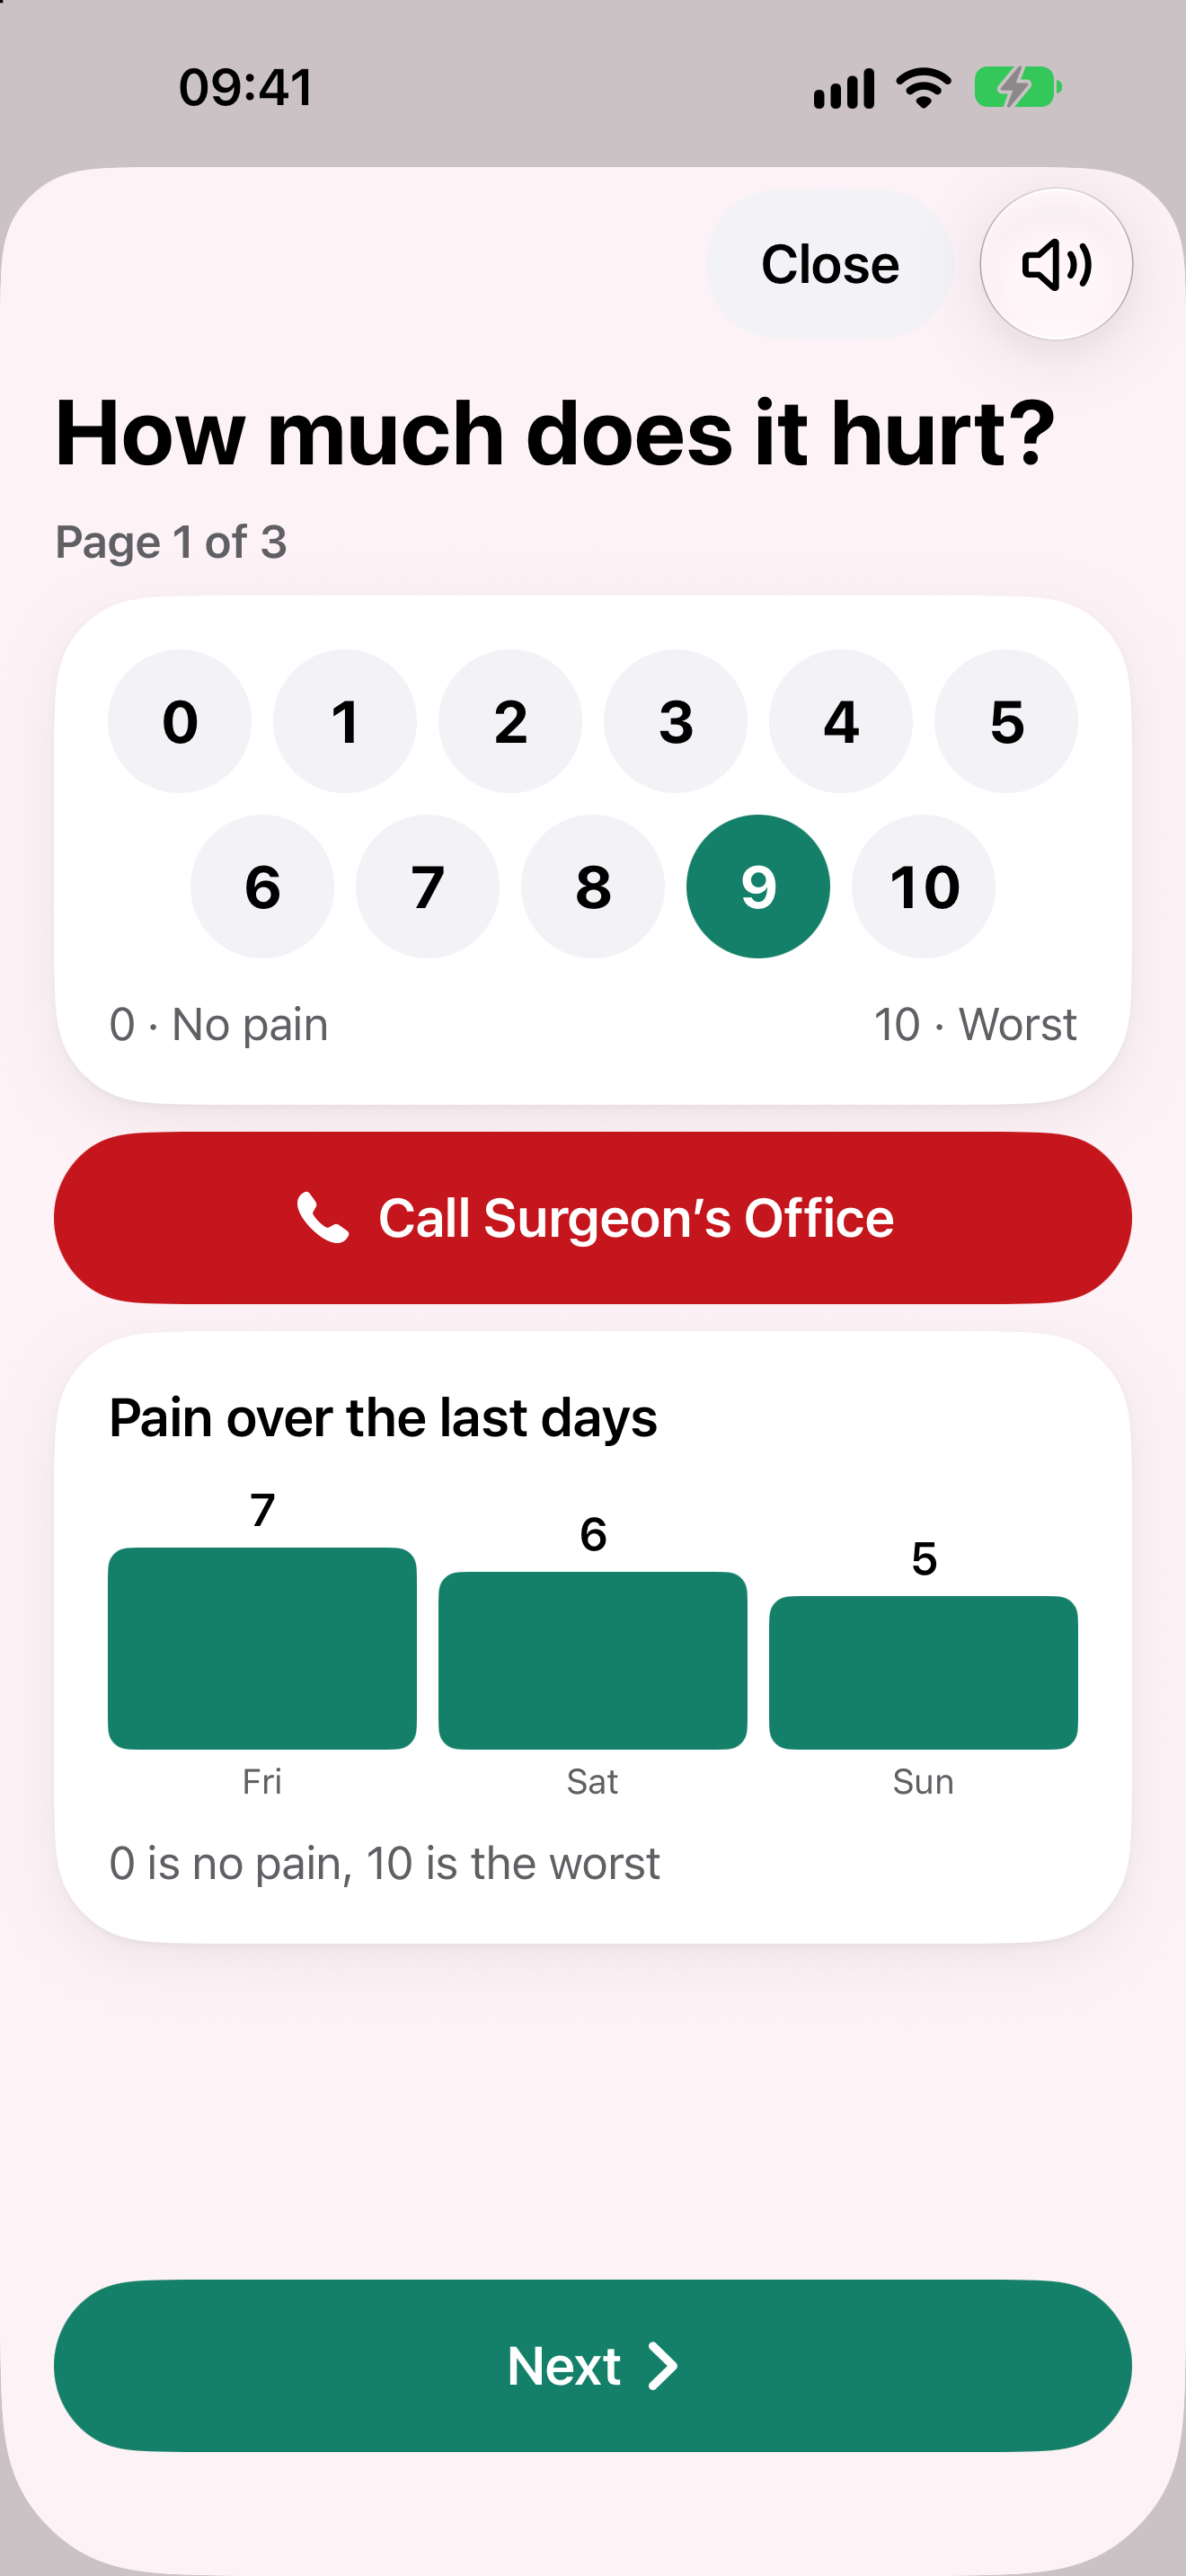 09:41
Close
How much does it hurt?
Page 1 of 3
0 1 2 3 4 5
6 7 8 9 10
0 · No pain 10 · Worst
Call Surgeon’s Office
Pain over the last days
7 6 5
Fri Sat Sun
0 is no pain, 10 is the worst
Next